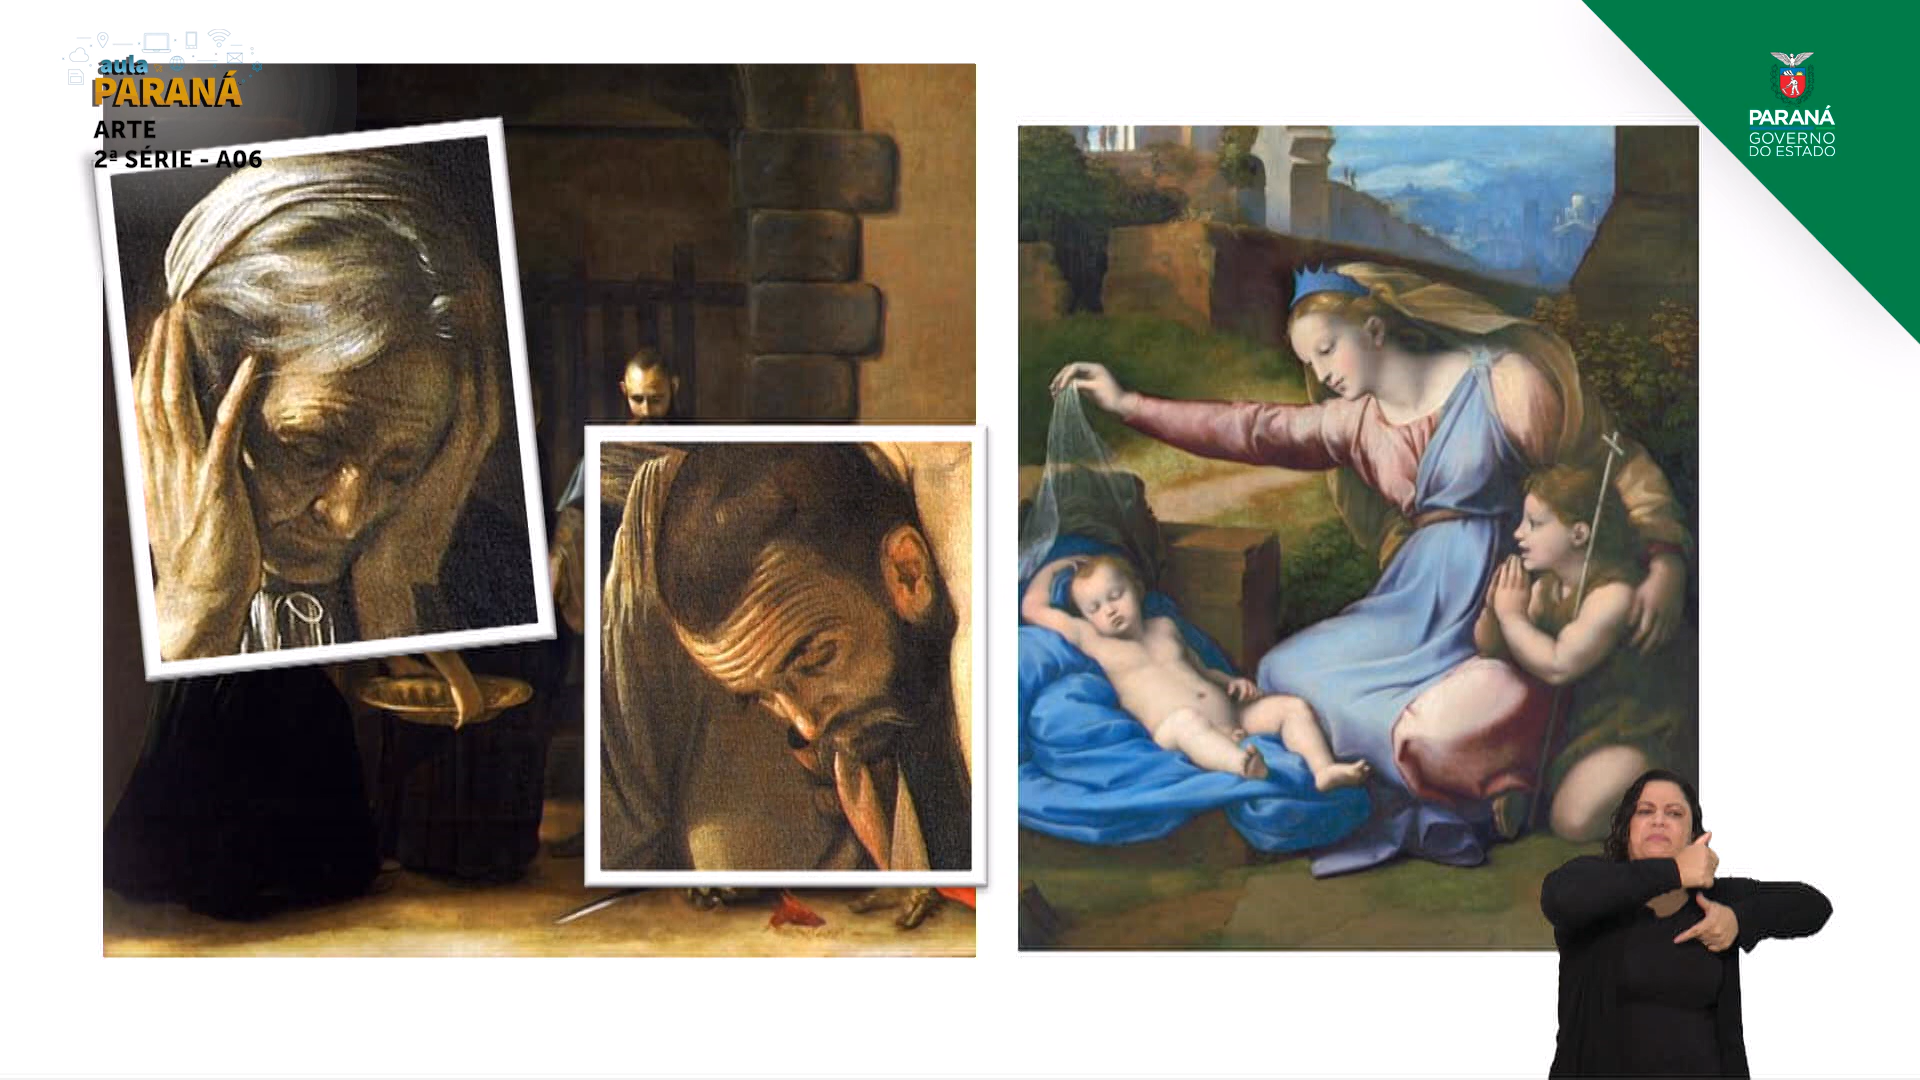 aula
PARANÁ
ARTE
2ª SÉRIE - A06
PARANÁ
GOVERNO
DO ESTADO